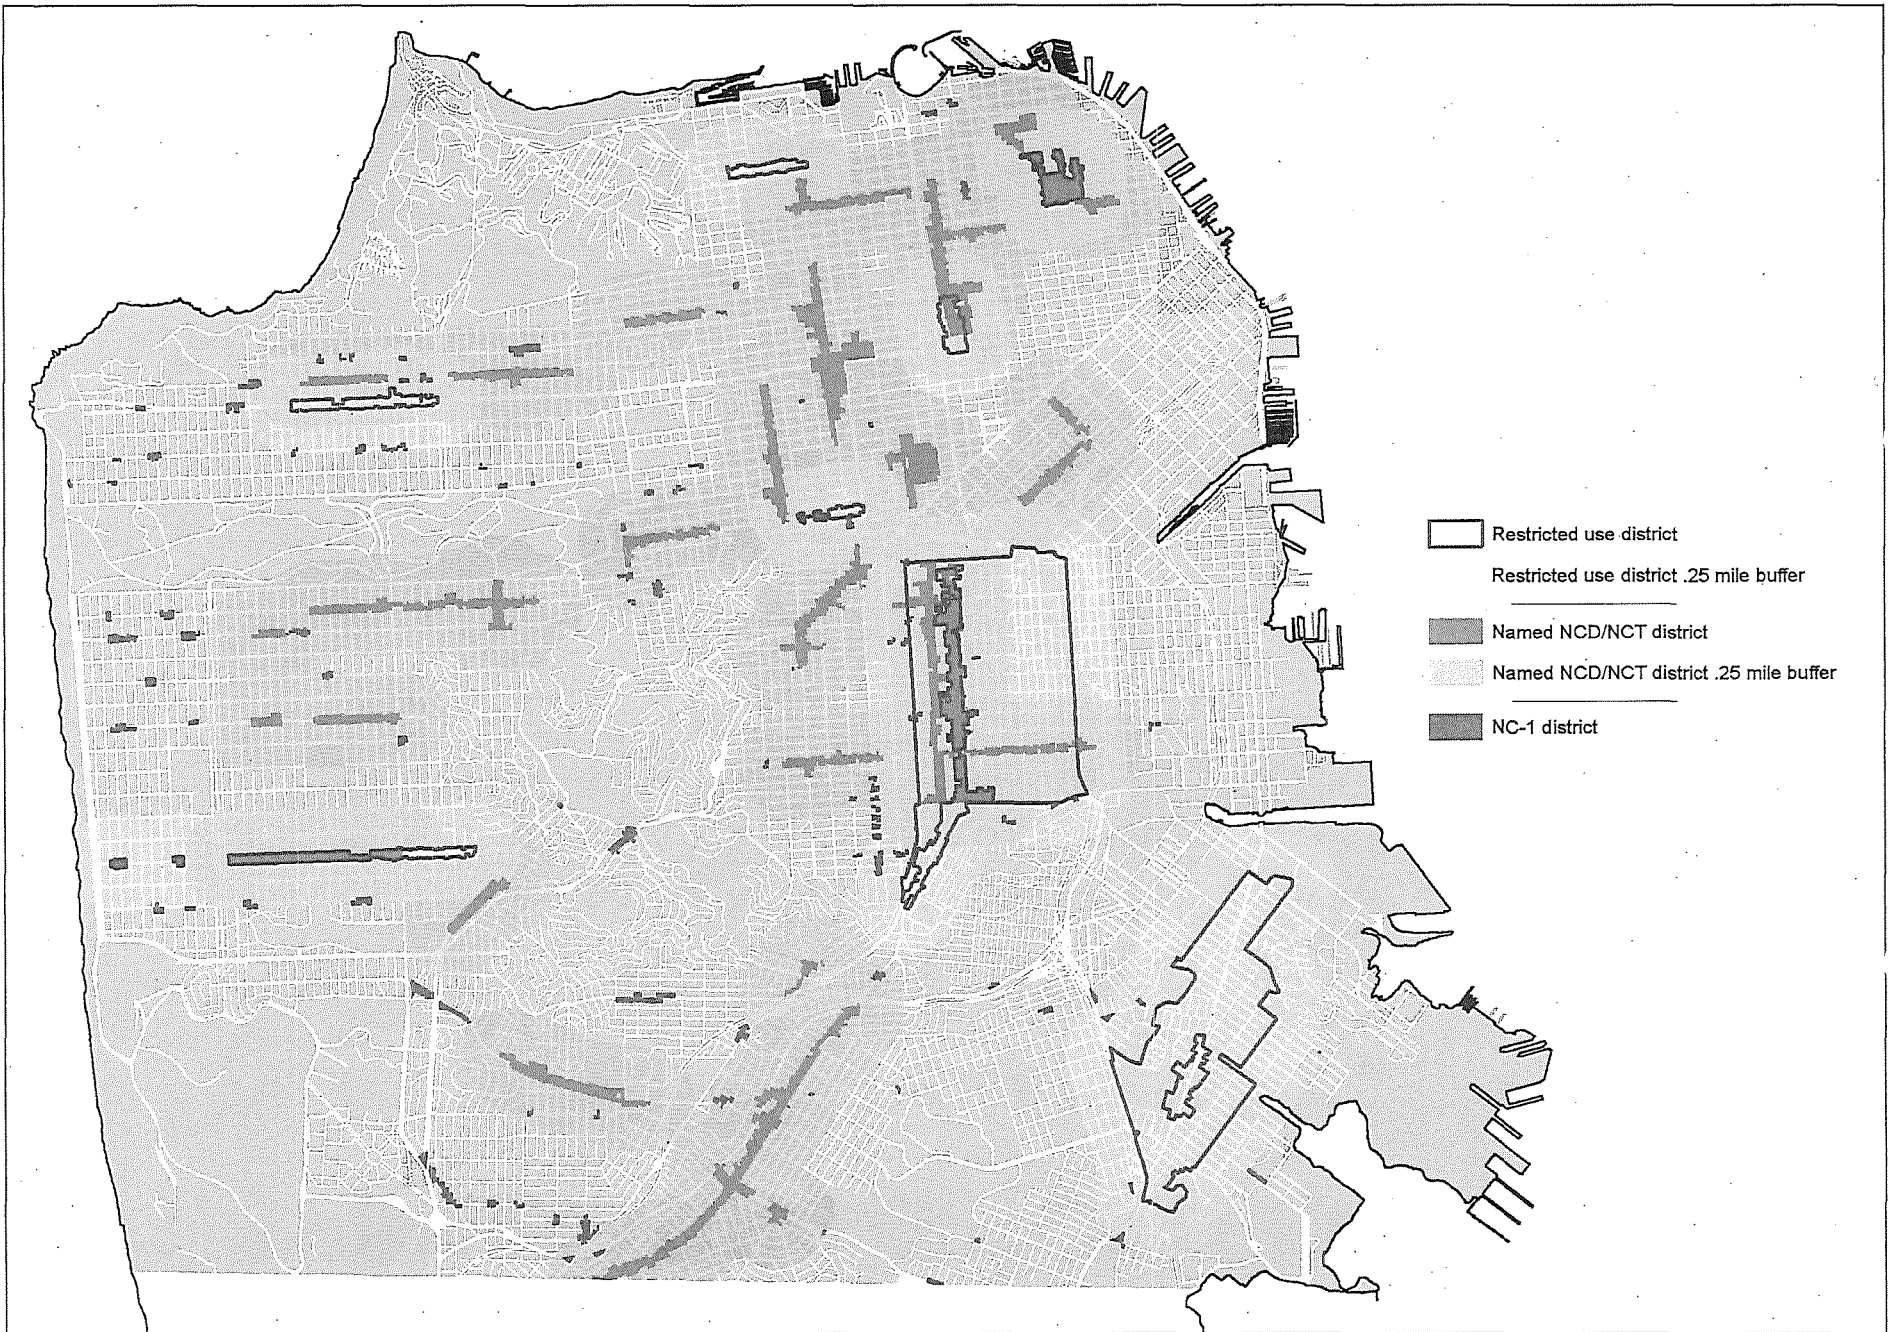 Restricted use district
Restricted use district .25 mile buffer
Named NCD/NCT district
Named NCD/NCT district .25 mile buffer
NC-1 district